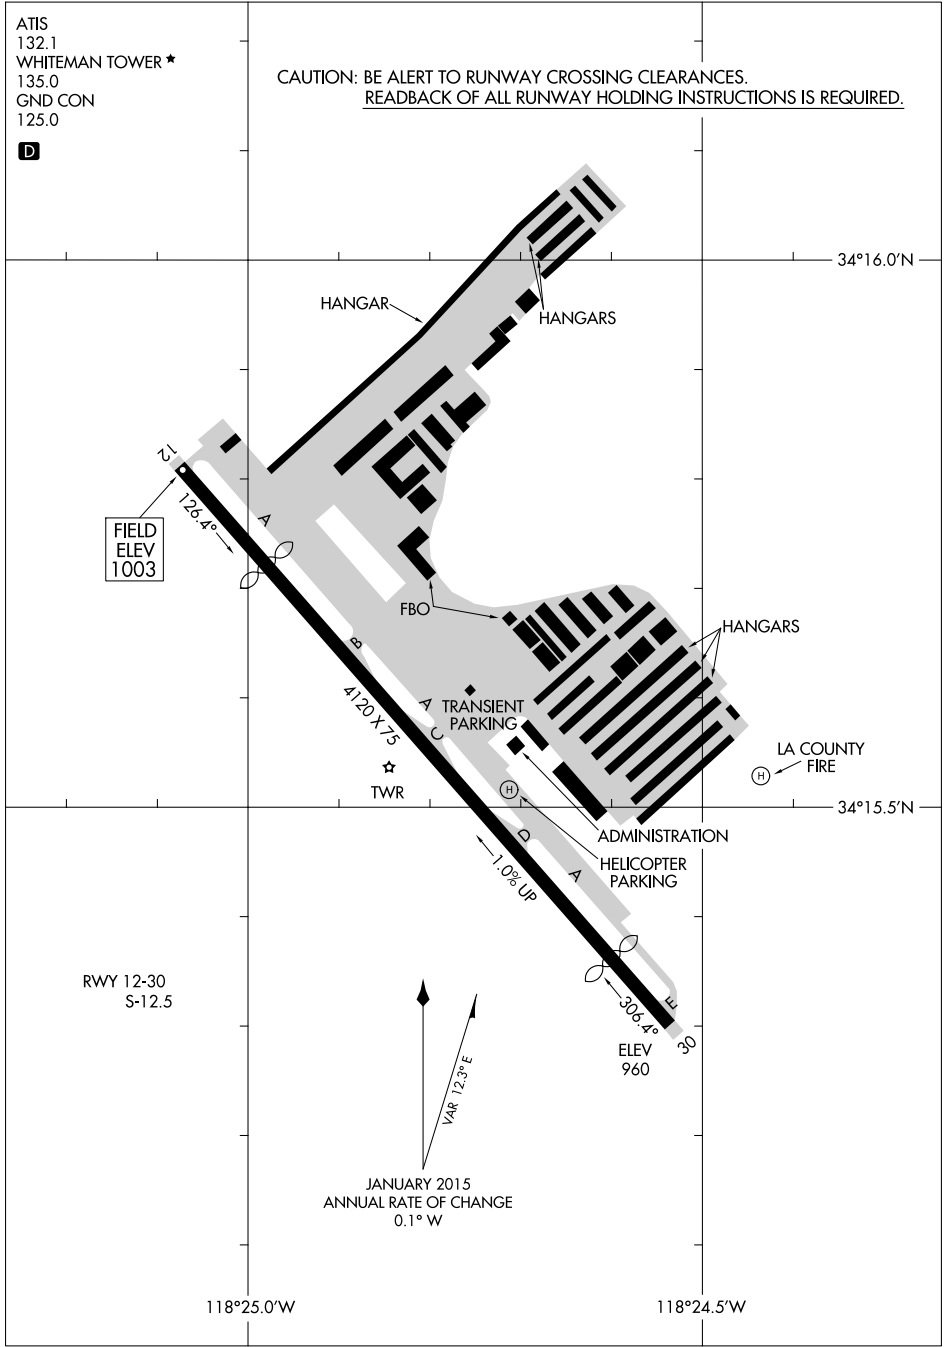 ATIS
132.1
WHITEMAN TOWER ★
135.0
GND CON
125.0
D
CAUTION: BE ALERT TO RUNWAY CROSSING CLEARANCES.
READBACK OF ALL RUNWAY HOLDING INSTRUCTIONS IS REQUIRED.
34°16.0'N
HANGAR
HANGARS
12
126.4°
A
FIELD
ELEV
1003
FBO
HANGARS
B
4120 X 75
A
TRANSIENT
PARKING
C
TWR
LA COUNTY
FIRE
H
H
34°15.5'N
ADMINISTRATION
D
HELICOPTER
PARKING
A
1.0% UP
RWY 12-30
S-12.5
306.4°
E
30
ELEV
960
VAR 12.3° E
JANUARY 2015
ANNUAL RATE OF CHANGE
0.1° W
118°25.0'W
118°24.5'W